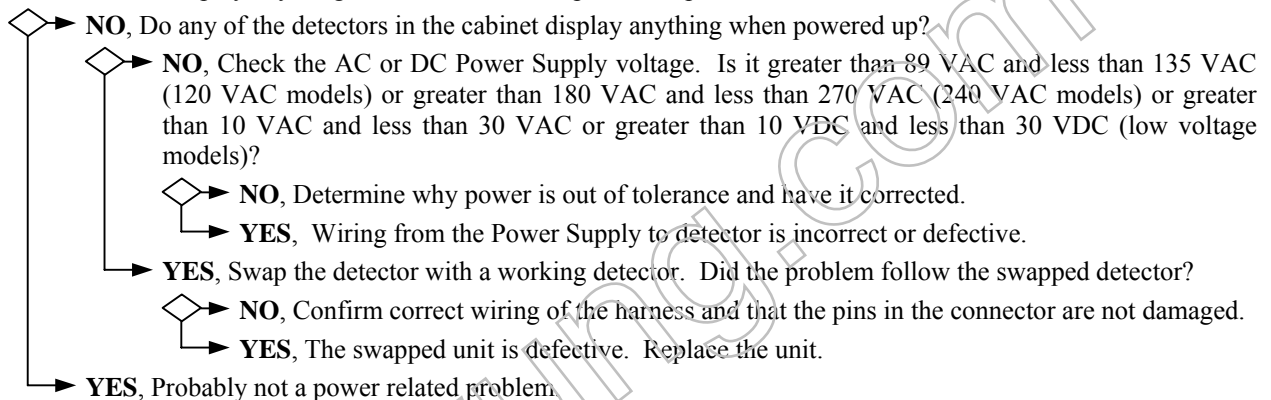 NO, Do any of the detectors in the cabinet display anything when powered up?
NO, Check the AC or DC Power Supply voltage. Is it greater than 89 VAC and less than 135 VAC
(120 VAC models) or greater than 180 VAC and less than 270 VAC (240 VAC models) or greater
than 10 VAC and less than 30 VAC or greater than 10 VDC and less than 30 VDC (low voltage
models)?
NO, Determine why power is out of tolerance and have it corrected.
YES, Wiring from the Power Supply to detector is incorrect or defective.
YES, Swap the detector with a working detector. Did the problem follow the swapped detector?
NO, Confirm correct wiring of the harness and that the pins in the connector are not damaged.
YES, The swapped unit is defective. Replace the unit.
YES, Probably not a power related problem.